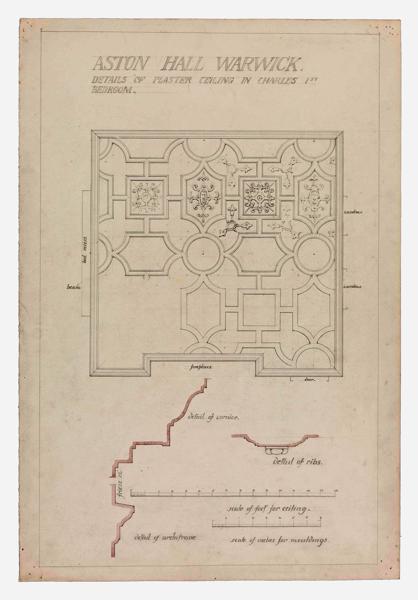 ASTON HALL WARWICK.
DETAILS OF PLASTER CEILING IN CHARLES 1ST
BEDROOM.
window
bed recess
beam
window
fireplace
door
detail of cornice.
detail of ribs.
frieze
scale of feet for ceiling.
detail of architrave
scale of inches for mouldings.